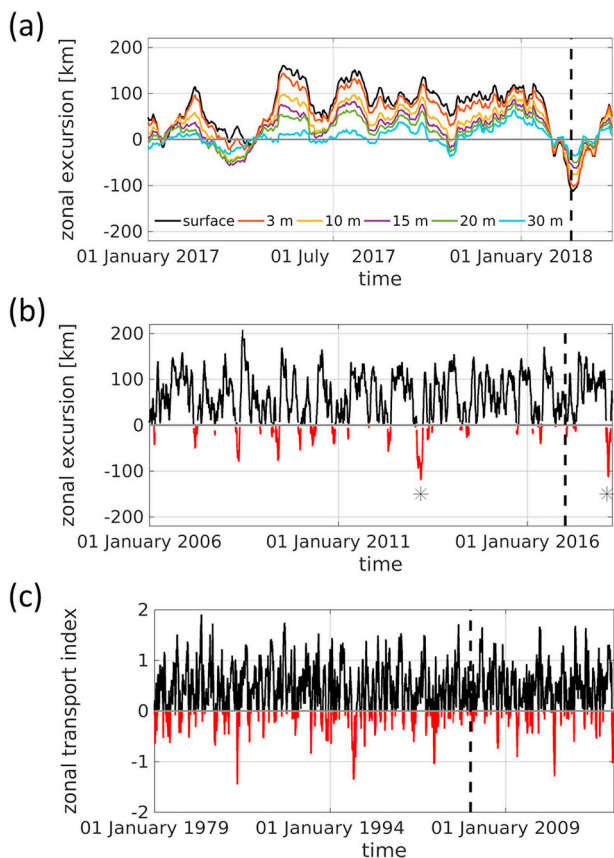 (a)
zonal excursion [km]
200
100
0
-100
-200
surface 3 m 10 m 15 m 20 m 30 m
01 January 2017 01 July 2017 01 January 2018
time
(b)
zonal excursion [km]
200
100
0
-100
-200
01 January 2006 01 January 2011 01 January 2016
time
(c)
zonal transport index
2
1
0
-1
-2
01 January 1979 01 January 1994 01 January 2009
time